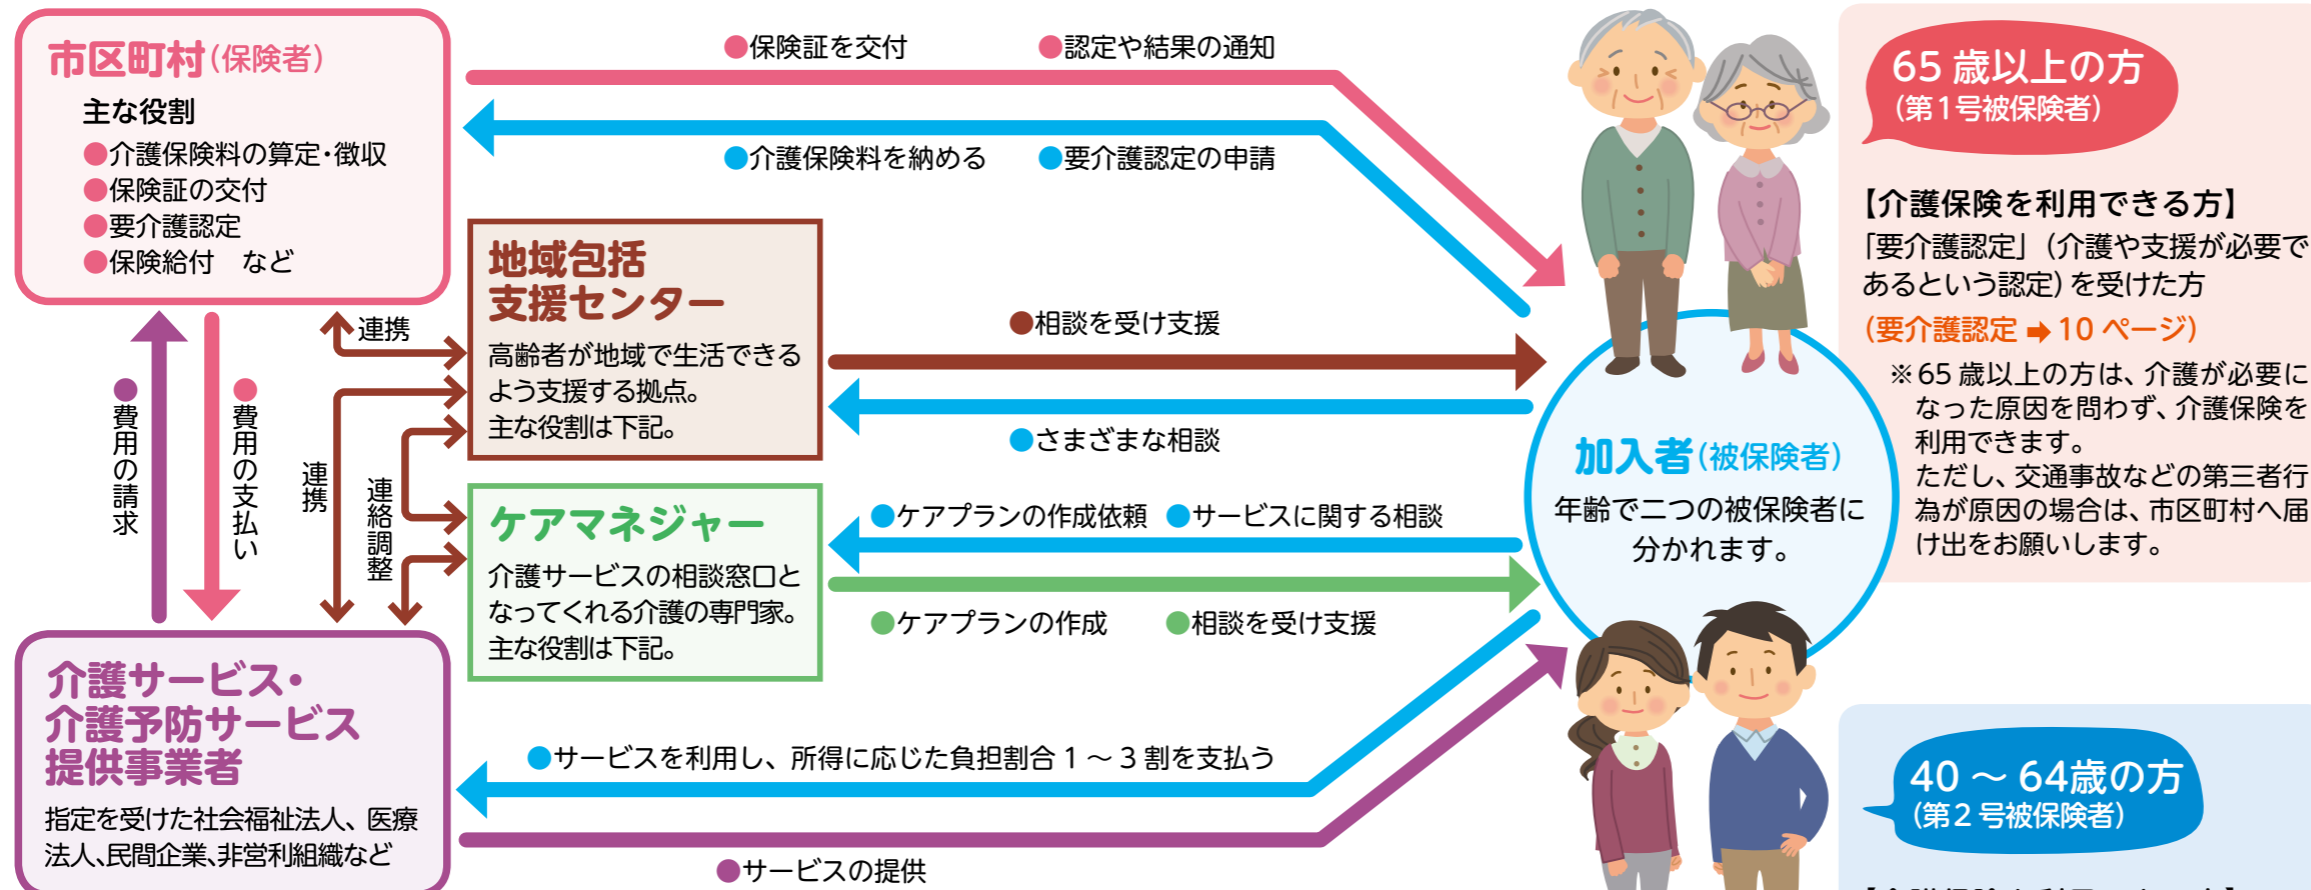 市区町村(保険者)
主な役割
●介護保険料の算定・徴収
●保険証の交付
●要介護認定
●保険給付 など
●保険証を交付 ●認定や結果の通知
●介護保険料を納める ●要介護認定の申請
地域包括
支援センター
高齢者が地域で生活できる
よう支援する拠点。
主な役割は下記。
連携
●費用の請求
●費用の支払い
連携
連絡調整
●相談を受け支援
●さまざまな相談
ケアマネジャー
介護サービスの相談窓口と
なってくれる介護の専門家。
主な役割は下記。
●ケアプランの作成依頼 ●サービスに関する相談
●ケアプランの作成 ●相談を受け支援
介護サービス・
介護予防サービス
提供事業者
指定を受けた社会福祉法人、医療
法人、民間企業、非営利組織など
●サービスを利用し、所得に応じた負担割合1～3割を支払う
●サービスの提供
加入者(被保険者)
年齢で二つの被保険者に
分かれます。
65歳以上の方
(第1号被保険者)
【介護保険を利用できる方】
「要介護認定」(介護や支援が必要で
あるという認定)を受けた方
(要介護認定➡10ページ)
※65歳以上の方は、介護が必要に
なった原因を問わず、介護保険を
利用できます。
ただし、交通事故などの第三者行
為が原因の場合は、市区町村へ届
け出をお願いします。
40～64歳の方
(第2号被保険者)